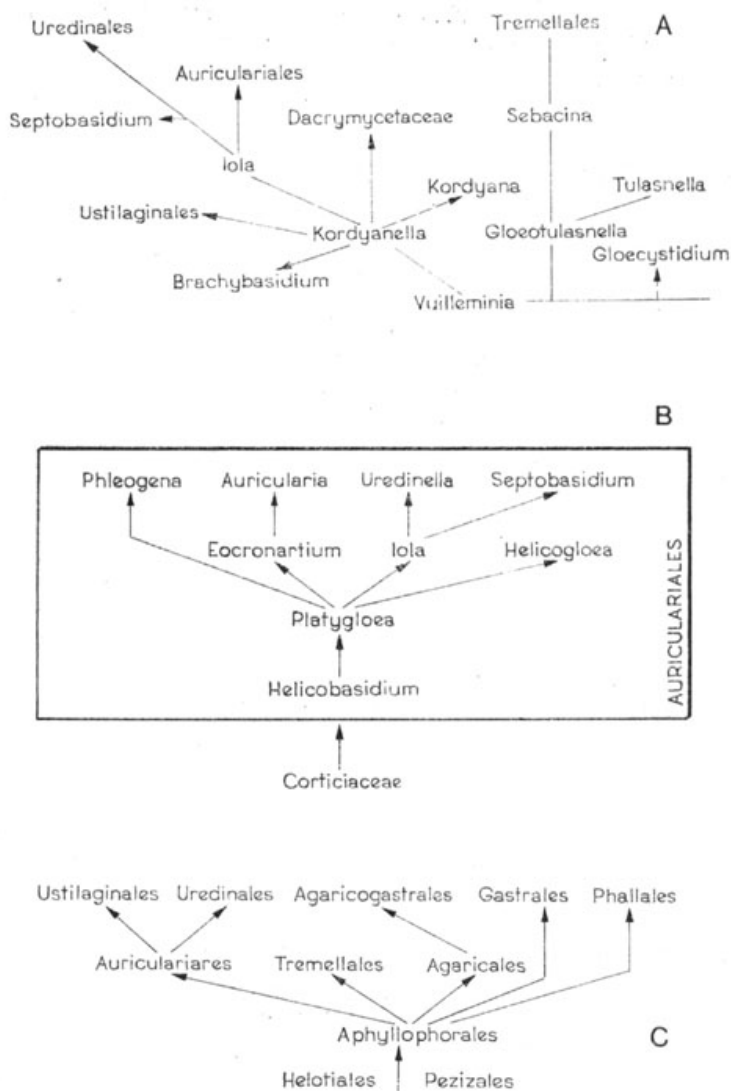 Tremellales A
Uredinales
Auriculariales
Septobasidium Dacrymycetaceae Sebacina
Iola
Kordyana Tulasnella
Ustilaginales
Kordyanella Gloeotulasnella
Gloecystidium
Brachybasidium
Vuilleminia
B
Phleogena Auricularia Uredinella Septobasidium
Eocronartium Iola Helicogloea
Platygloea
Helicobasidium
AURICULARIALES
Corticiaceae
Ustilaginales Uredinales Agaricogastrales Gastrales Phallales
Auriculariares Tremellales Agaricales
Aphyllophorales C
Helotiales Pezizales